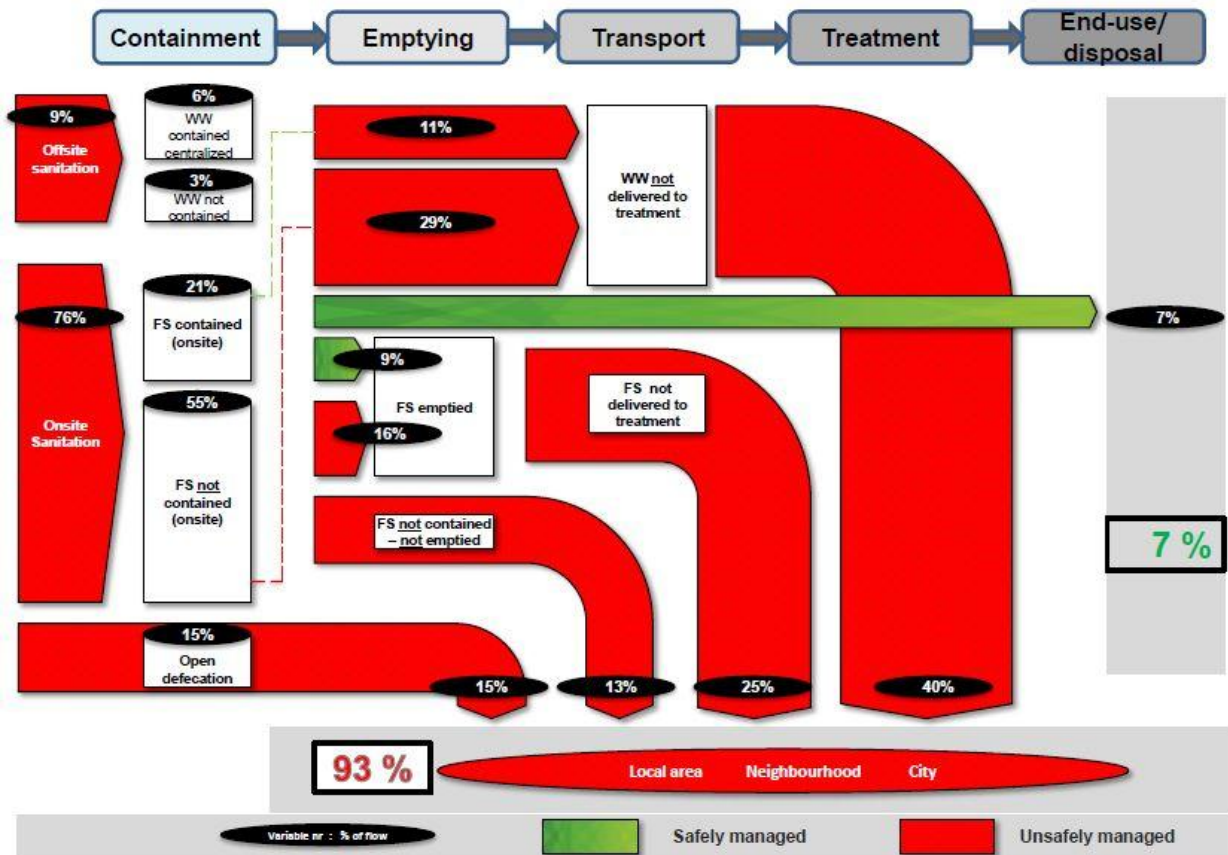 Containment
Emptying
Transport
Treatment
End-use/
disposal
9%
Offsite
sanitation
6%
WW
contained
centralized
3%
WW not
contained
11%
29%
WW not
delivered to
treatment
76%
Onsite
Sanitation
21%
FS contained
(onsite)
55%
FS not
contained
(onsite)
7%
9%
FS emptied
16%
FS not
delivered to
treatment
FS not contained
– not emptied
7 %
15%
Open
defecation
15%
13%
25%
40%
93 %
Local area Neighbourhood City
Variable nr : % of flow
Safely managed
Unsafely managed